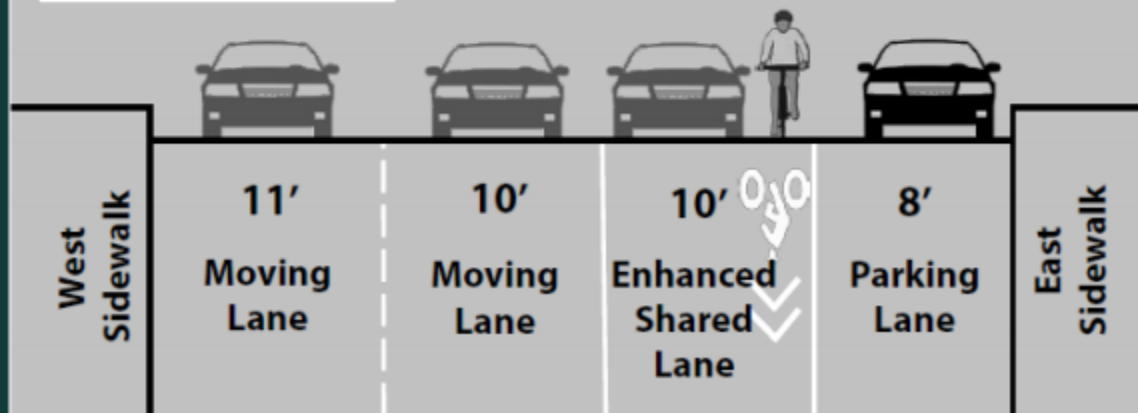 West
Sidewalk
11’
Moving
Lane
10’
Moving
Lane
10’
Enhanced
Shared
Lane
8’
Parking
Lane
East
Sidewalk